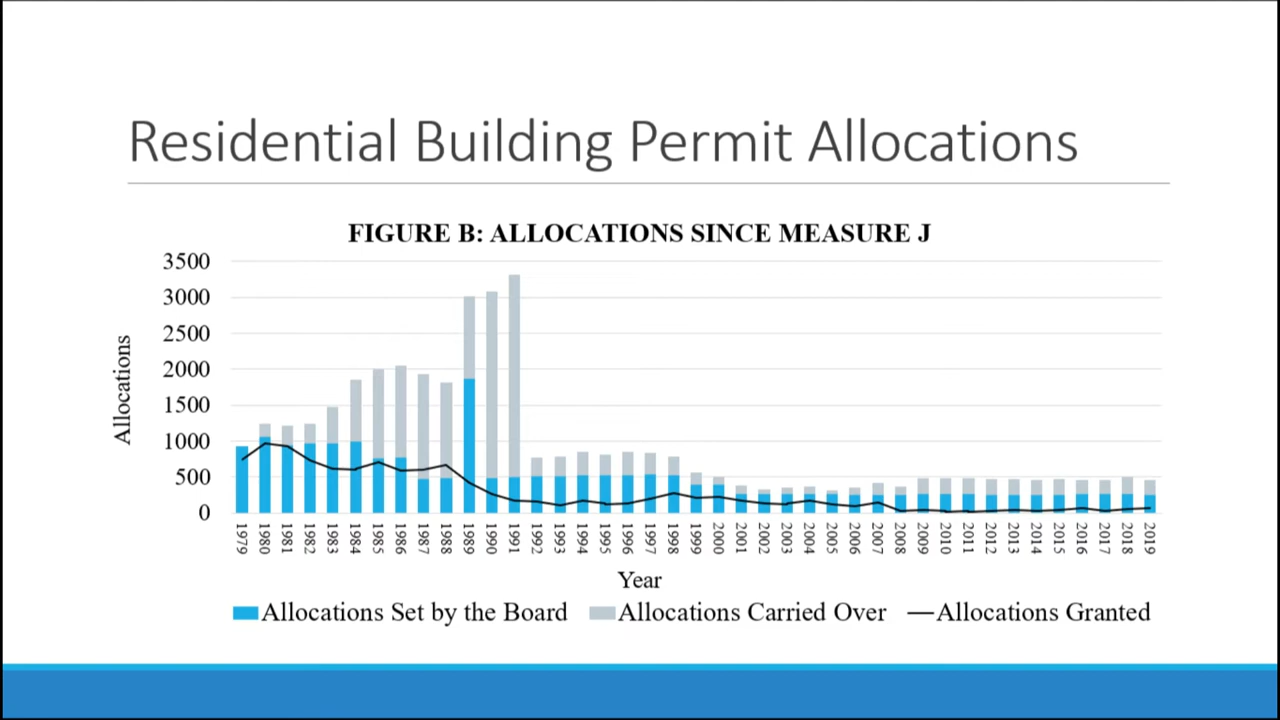 Residential Building Permit Allocations
FIGURE B: ALLOCATIONS SINCE MEASURE J
3500
3000
2500
2000
1500
1000
500
0
Allocations
1979 1980 1981 1982 1983 1984 1985 1986 1987 1988 1989 1990 1991 1992 1993 1994 1995 1996 1997 1998 1999 2000 2001 2002 2003 2004 2005 2006 2007 2008 2009 2010 2011 2012 2013 2014 2015 2016 2017 2018 2019
Year
Allocations Set by the Board Allocations Carried Over Allocations Granted